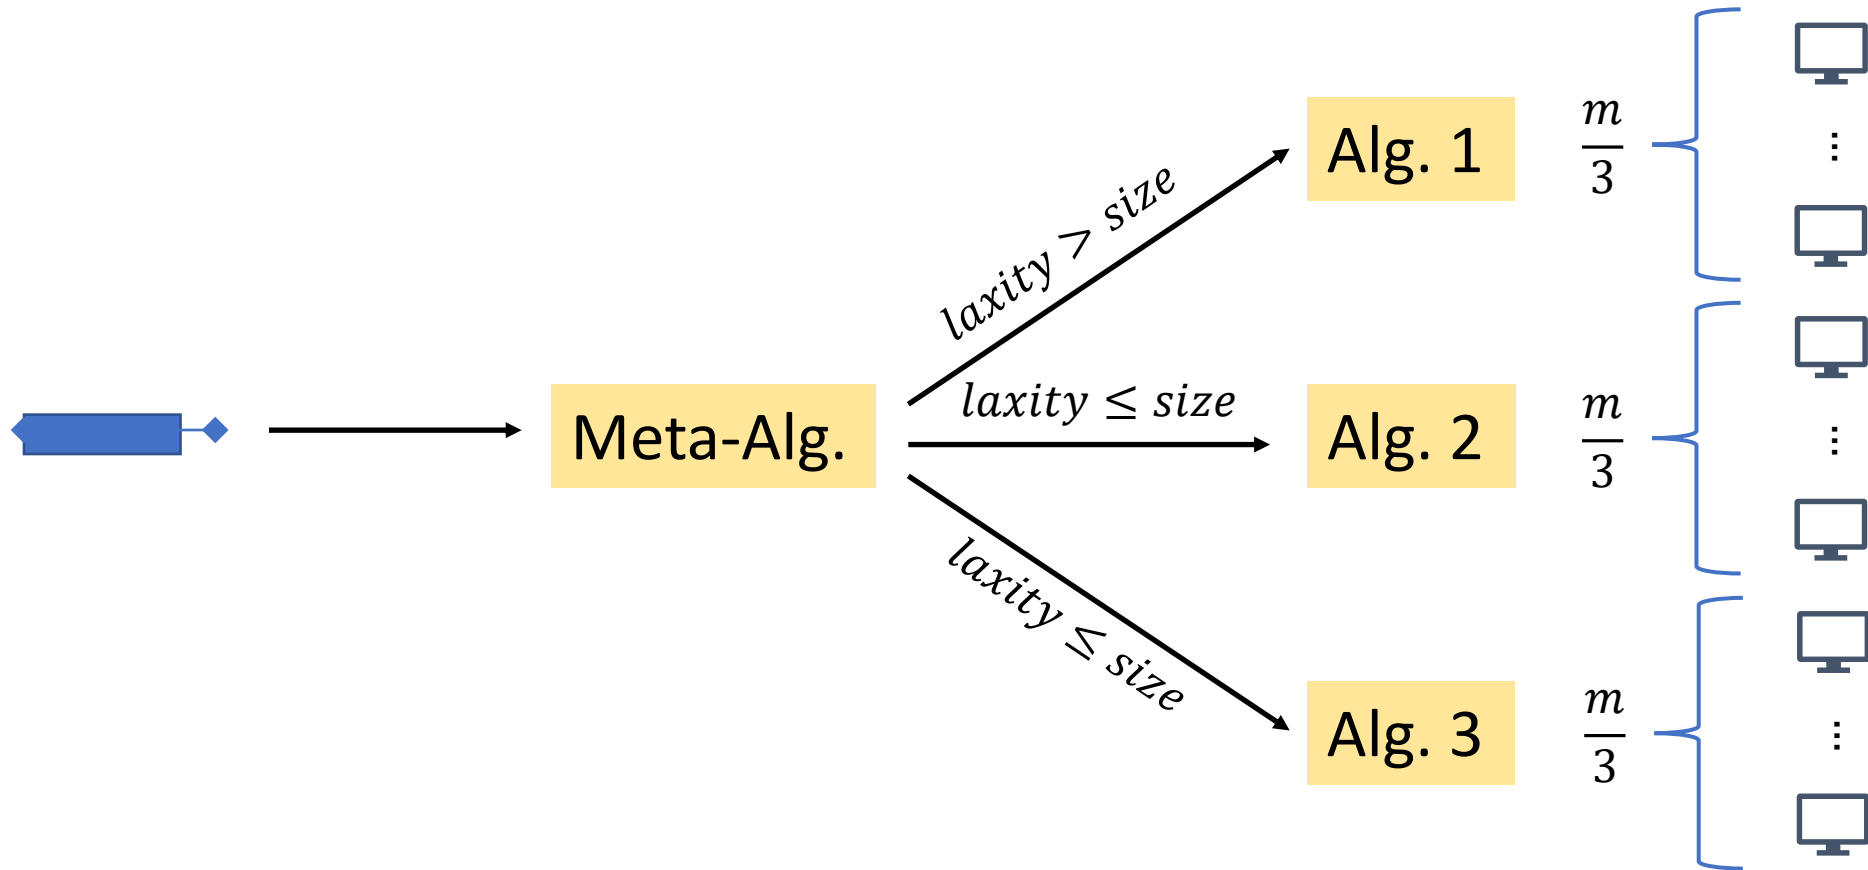 laxity > size
Alg. 1
m
3
...
Meta-Alg.
laxity ≤ size
Alg. 2
m
3
...
laxity ≤ size
Alg. 3
m
3
...